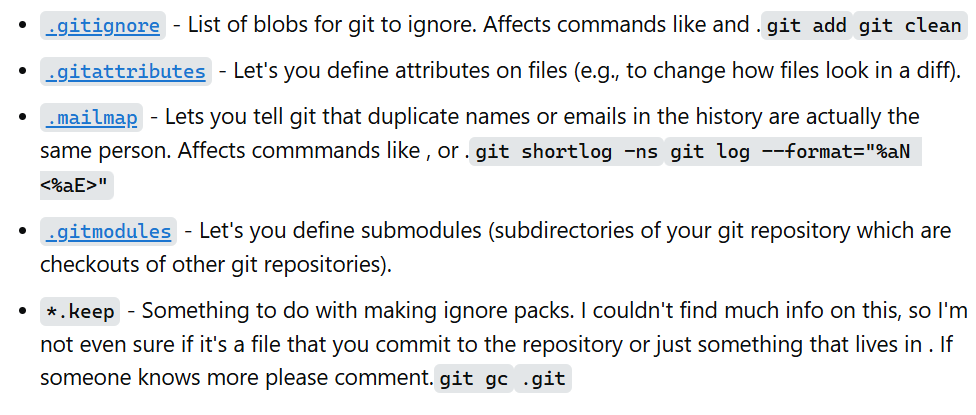 .gitignore - List of blobs for git to ignore. Affects commands like and .git add git clean
.gitattributes - Let's you define attributes on files (e.g., to change how files look in a diff).
.mailmap - Lets you tell git that duplicate names or emails in the history are actually the
same person. Affects commmands like , or .git shortlog -ns git log --format="%aN
<%aE>"
.gitmodules - Let's you define submodules (subdirectories of your git repository which are
checkouts of other git repositories).
*.keep - Something to do with making ignore packs. I couldn't find much info on this, so I'm
not even sure if it's a file that you commit to the repository or just something that lives in . If
someone knows more please comment.git gc .git